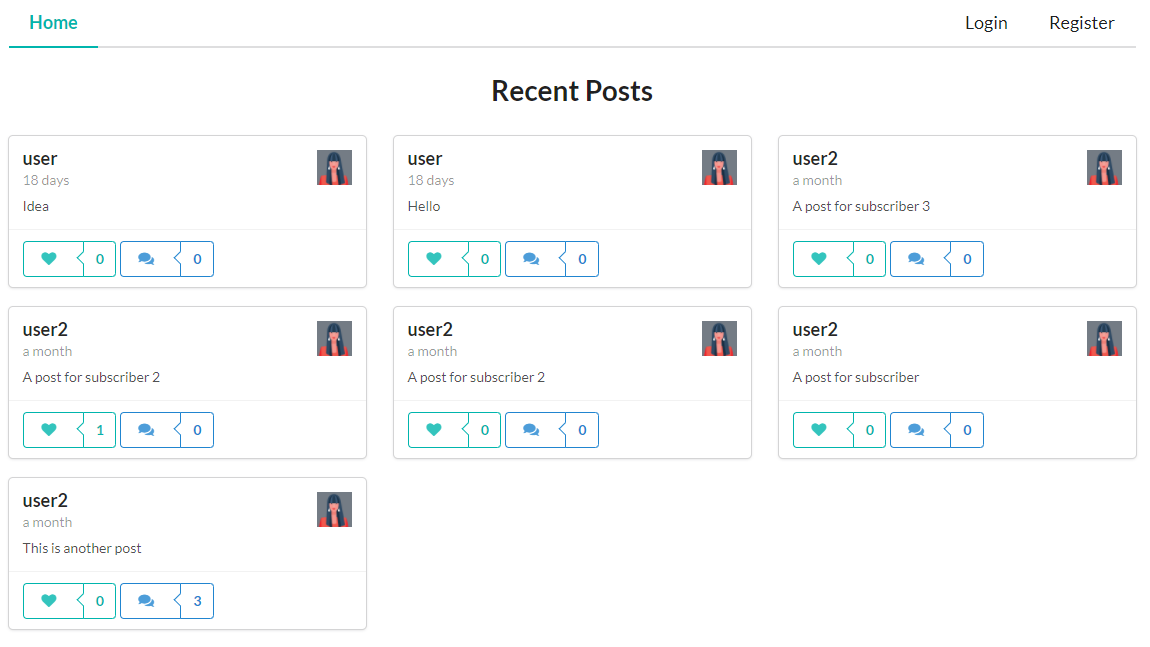 Home Login Register
Recent Posts
user
18 days
Idea
0 0
user
18 days
Hello
0 0
user2
a month
A post for subscriber 3
0 0
user2
a month
A post for subscriber 2
1 0
user2
a month
A post for subscriber 2
0 0
user2
a month
A post for subscriber
0 0
user2
a month
This is another post
0 3